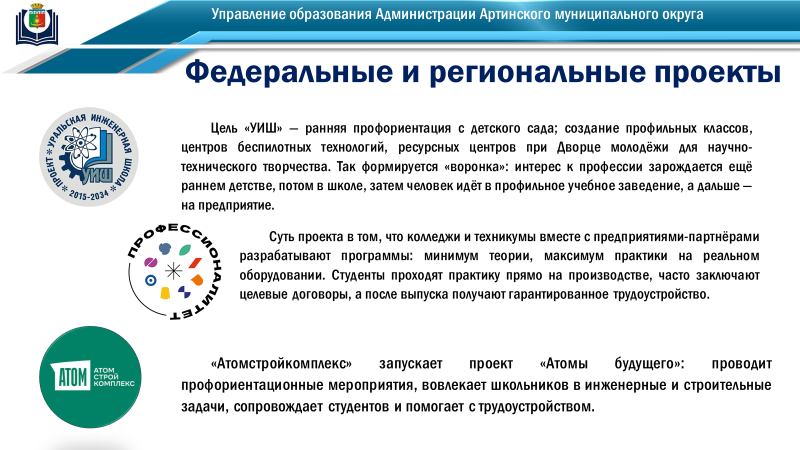 Управление образования Администрации Артинского муниципального округа
Федеральные и региональные проекты
ПРОЕКТ * УРАЛЬСКАЯ ИНЖЕНЕРНАЯ ШКОЛА *
УИШ
2015-2034
Цель «УИШ» — ранняя профориентация с детского сада; создание профильных классов,
центров беспилотных технологий, ресурсных центров при Дворце молодёжи для научно-
технического творчества. Так формируется «воронка»: интерес к профессии зарождается ещё
раннем детстве, потом в школе, затем человек идёт в профильное учебное заведение, а дальше —
на предприятие.
ПРОФЕССИОНАЛИТЕТ
Суть проекта в том, что колледжи и техникумы вместе с предприятиями-партнёрами
разрабатывают программы: минимум теории, максимум практики на реальном
оборудовании. Студенты проходят практику прямо на производстве, часто заключают
целевые договоры, а после выпуска получают гарантированное трудоустройство.
АТОМ
АТОМ
СТРОЙ
КОМПЛЕКС
«Атомстройкомплекс» запускает проект «Атомы будущего»: проводит
профориентационные мероприятия, вовлекает школьников в инженерные и строительные
задачи, сопровождает студентов и помогает с трудоустройством.